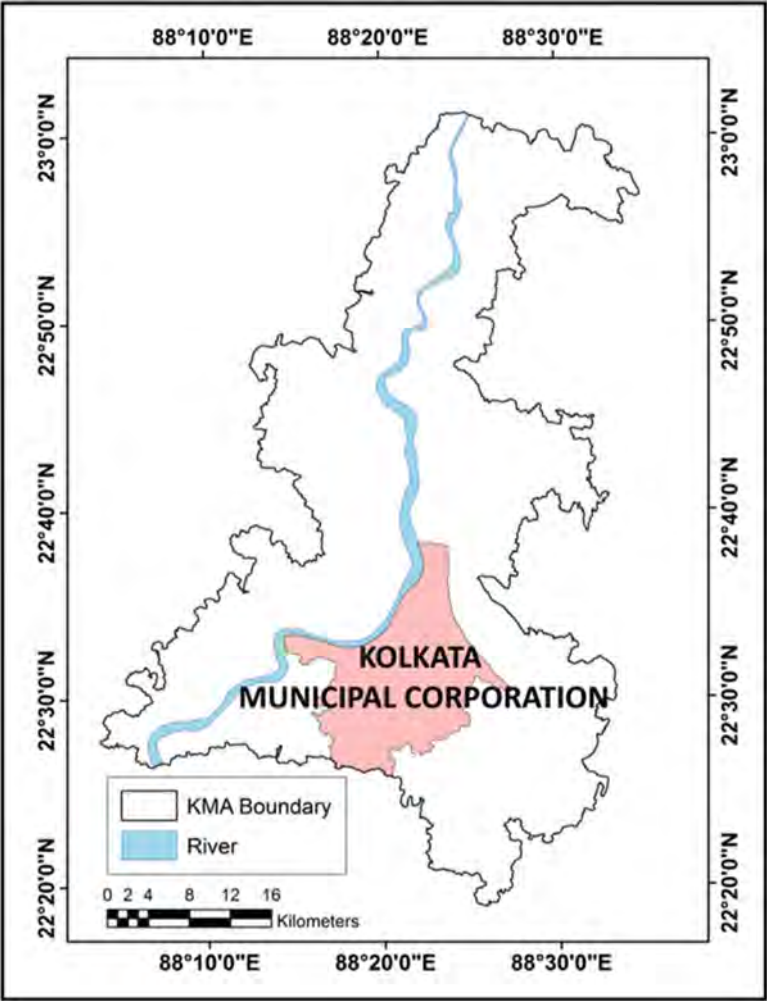 88°10'0"E 88°20'0"E 88°30'0"E
23°0'0"N
23°0'0"N
22°50'0"N
22°50'0"N
22°40'0"N
22°40'0"N
KOLKATA
MUNICIPAL CORPORATION
22°30'0"N
22°30'0"N
KMA Boundary
River
22°20'0"N
22°20'0"N
0 2 4 8 12 16
Kilometers
88°10'0"E 88°20'0"E 88°30'0"E